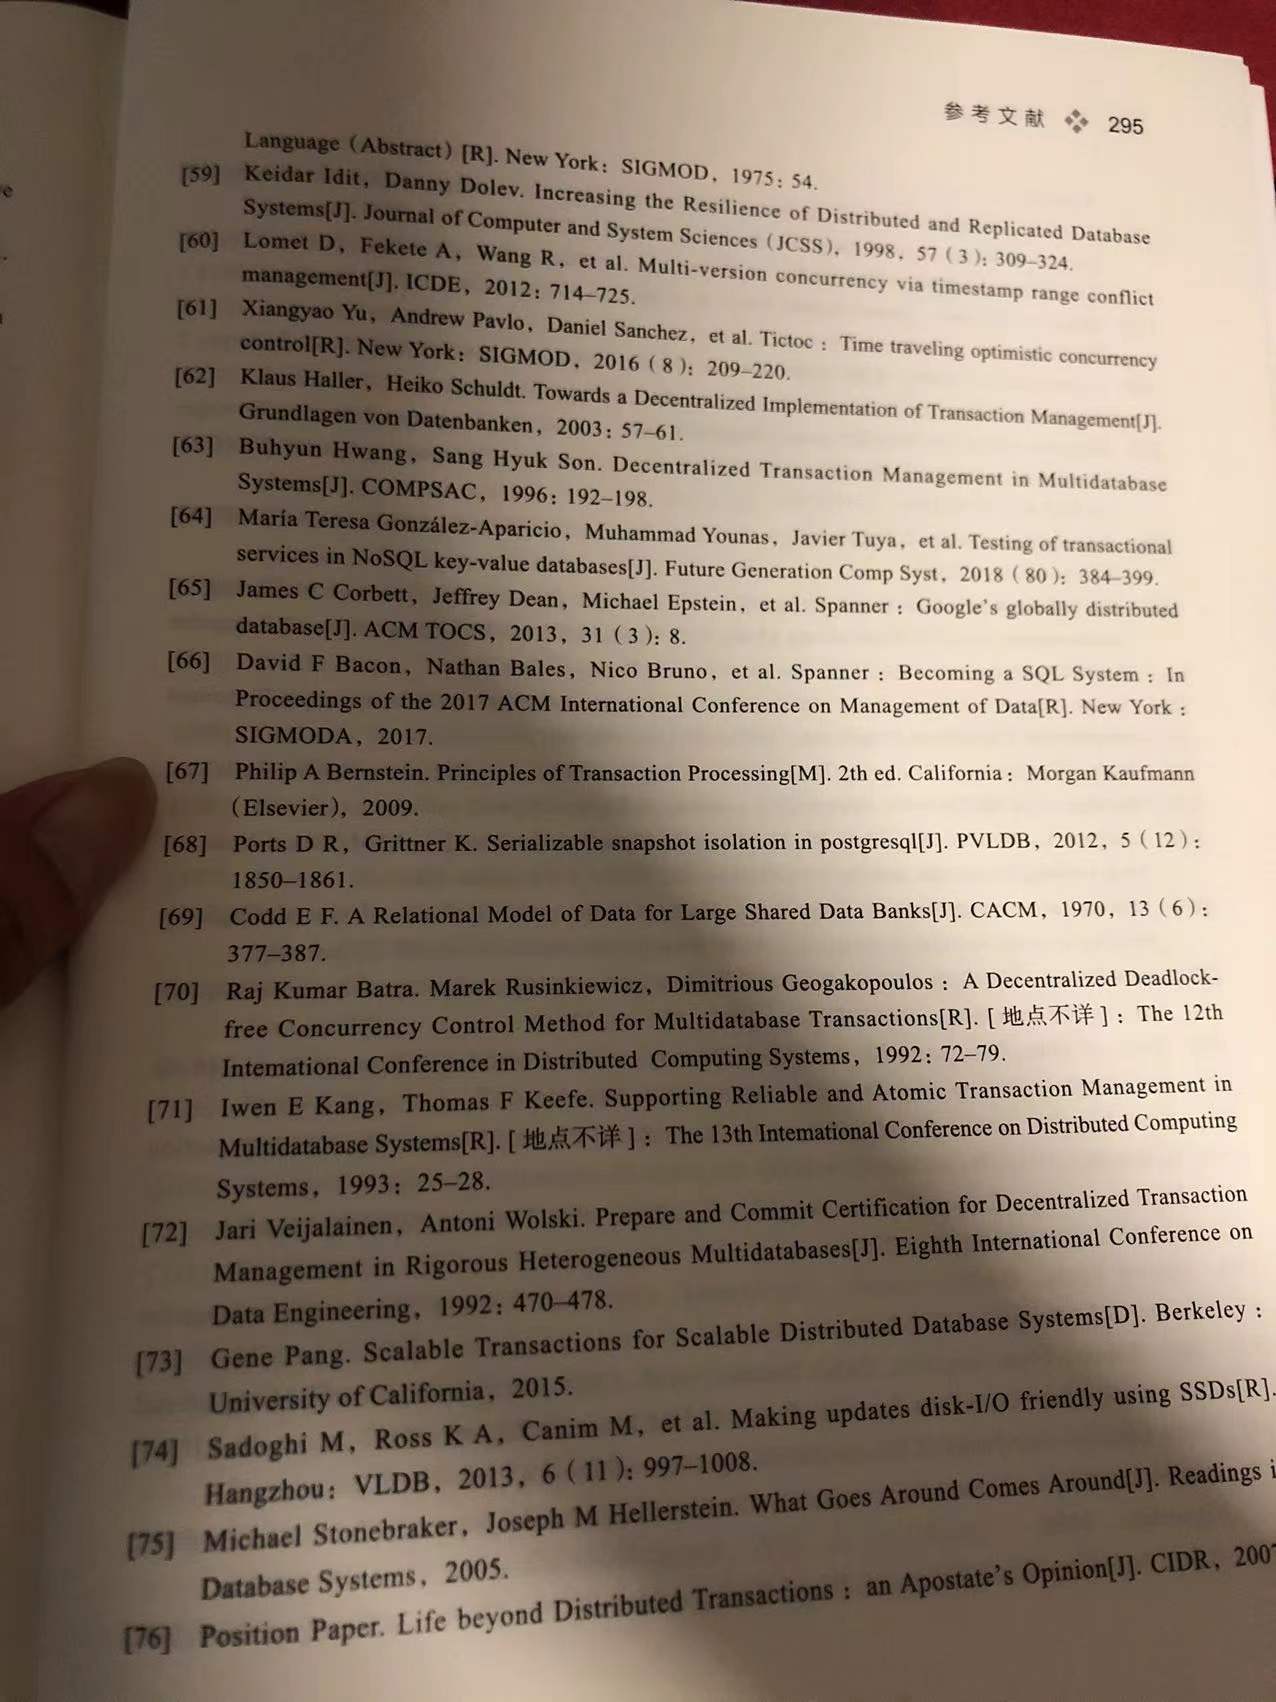 参考文献 295
Language（Abstract）[R]. New York：SIGMOD，1975：54.
[59] Keidar Idit，Danny Dolev. Increasing the Resilience of Distributed and Replicated Database
Systems[J]. Journal of Computer and System Sciences（JCSS），1998，57（3）：309–324.
[60] Lomet D，Fekete A，Wang R，et al. Multi-version concurrency via timestamp range conflict
management[J]. ICDE，2012：714–725.
[61] Xiangyao Yu，Andrew Pavlo，Daniel Sanchez，et al. Tictoc：Time traveling optimistic concurrency
control[R]. New York：SIGMOD，2016（8）：209–220.
[62] Klaus Haller，Heiko Schuldt. Towards a Decentralized Implementation of Transaction Management[J].
Grundlagen von Datenbanken，2003：57–61.
[63] Buhyun Hwang，Sang Hyuk Son. Decentralized Transaction Management in Multidatabase
Systems[J]. COMPSAC，1996：192–198.
[64] María Teresa González-Aparicio，Muhammad Younas，Javier Tuya，et al. Testing of transactional
services in NoSQL key-value databases[J]. Future Generation Comp Syst，2018（80）：384–399.
[65] James C Corbett，Jeffrey Dean，Michael Epstein，et al. Spanner：Google's globally distributed
database[J]. ACM TOCS，2013，31（3）：8.
[66] David F Bacon，Nathan Bales，Nico Bruno，et al. Spanner：Becoming a SQL System：In
Proceedings of the 2017 ACM International Conference on Management of Data[R]. New York：
SIGMODA，2017.
[67] Philip A Bernstein. Principles of Transaction Processing[M]. 2th ed. California：Morgan Kaufmann
（Elsevier），2009.
[68] Ports D R，Grittner K. Serializable snapshot isolation in postgresql[J]. PVLDB，2012，5（12）：
1850–1861.
[69] Codd E F. A Relational Model of Data for Large Shared Data Banks[J]. CACM，1970，13（6）：
377–387.
[70] Raj Kumar Batra. Marek Rusinkiewicz，Dimitrious Geogakopoulos：A Decentralized Deadlock-
free Concurrency Control Method for Multidatabase Transactions[R]. [地点不详]：The 12th
Intemational Conference in Distributed Computing Systems，1992：72–79.
[71] Iwen E Kang，Thomas F Keefe. Supporting Reliable and Atomic Transaction Management in
Multidatabase Systems[R]. [地点不详]：The 13th Intemational Conference on Distributed Computing
Systems，1993：25–28.
[72] Jari Veijalainen，Antoni Wolski. Prepare and Commit Certification for Decentralized Transaction
Management in Rigorous Heterogeneous Multidatabases[J]. Eighth International Conference on
Data Engineering，1992：470–478.
[73] Gene Pang. Scalable Transactions for Scalable Distributed Database Systems[D]. Berkeley：
University of California，2015.
[74] Sadoghi M，Ross K A，Canim M，et al. Making updates disk-I/O friendly using SSDs[R].
Hangzhou：VLDB，2013，6（11）：997–1008.
[75] Michael Stonebraker，Joseph M Hellerstein. What Goes Around Comes Around[J]. Readings i
Database Systems，2005.
[76] Position Paper. Life beyond Distributed Transactions：an Apostate's Opinion[J]. CIDR，2007